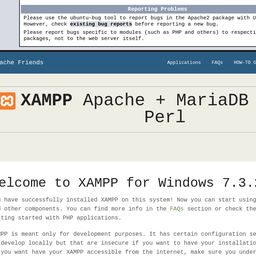 Reporting Problems
Please use the ubuntu-bug tool to report bugs in the Apache2 package with U
However, check existing bug reports before reporting a new bug.
Please report bugs specific to modules (such as PHP and others) to respecti
packages, not to the web server itself.
ache Friends Applications FAQs HOW-TO G
XAMPP Apache + MariaDB
Perl
elcome to XAMPP for Windows 7.3.2
have successfully installed XAMPP on this system! Now you can start using
other components. You can find more info in the FAQs section or check the
ting started with PHP applications.
MPP is meant only for development purposes. It has certain configuration se
develop locally but that are insecure if you want to have your installatio
you want have your XAMPP accessible from the internet, make sure you under